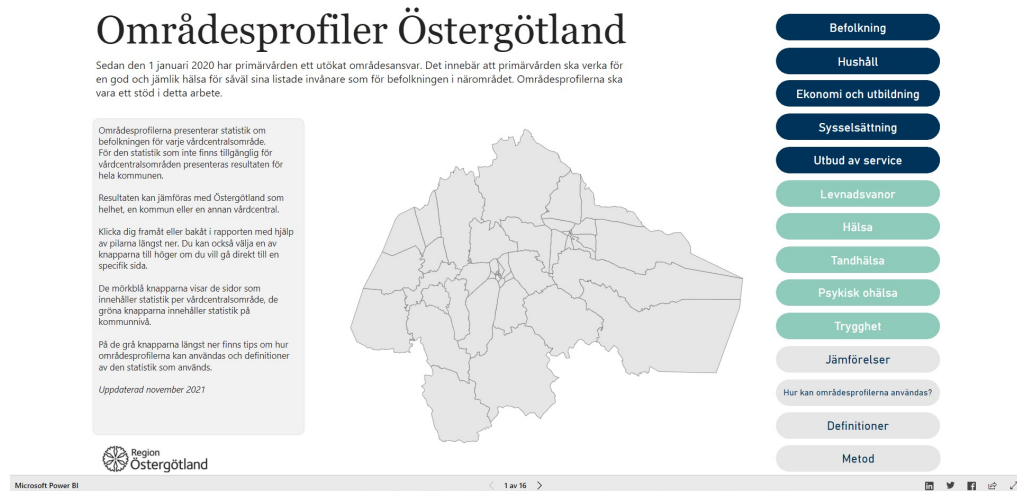 Områdesprofiler Östergötland
Sedan den 1 januari 2020 har primärvården ett utökat områdesansvar. Det innebär att primärvården ska verka för
en god och jämlik hälsa för såväl sina listade invånare som för befolkningen i närområdet. Områdesprofilerna ska
vara ett stöd i detta arbete.
Områdesprofilerna presenterar statistik om
befolkningen för varje vårdcentralsområde.
För den statistik som inte finns tillgänglig för
vårdcentralsområden presenteras resultaten för
hela kommunen.
Resultaten kan jämföras med Östergötland som
helhet, en kommun eller en annan vårdcentral.
Klicka dig framåt eller bakåt i rapporten med hjälp
av pilarna längst ner. Du kan också välja en av
knapparna till höger om du vill gå direkt till en
specifik sida.
De mörkblå knapparna visar de sidor som
innehåller statistik per vårdcentralsområde, de
gröna knapparna innehåller statistik på
kommunnivå.
På de grå knapparna längst ner finns tips om hur
områdesprofilerna kan användas och definitioner
av den statistik som används.
Uppdaterad november 2021
Region
Östergötland
Befolkning
Hushåll
Ekonomi och utbildning
Sysselsättning
Utbud av service
Levnadsvanor
Hälsa
Tandhälsa
Psykisk ohälsa
Trygghet
Jämförelser
Hur kan områdesprofilerna användas?
Definitioner
Metod
Microsoft Power BI
1 av 16